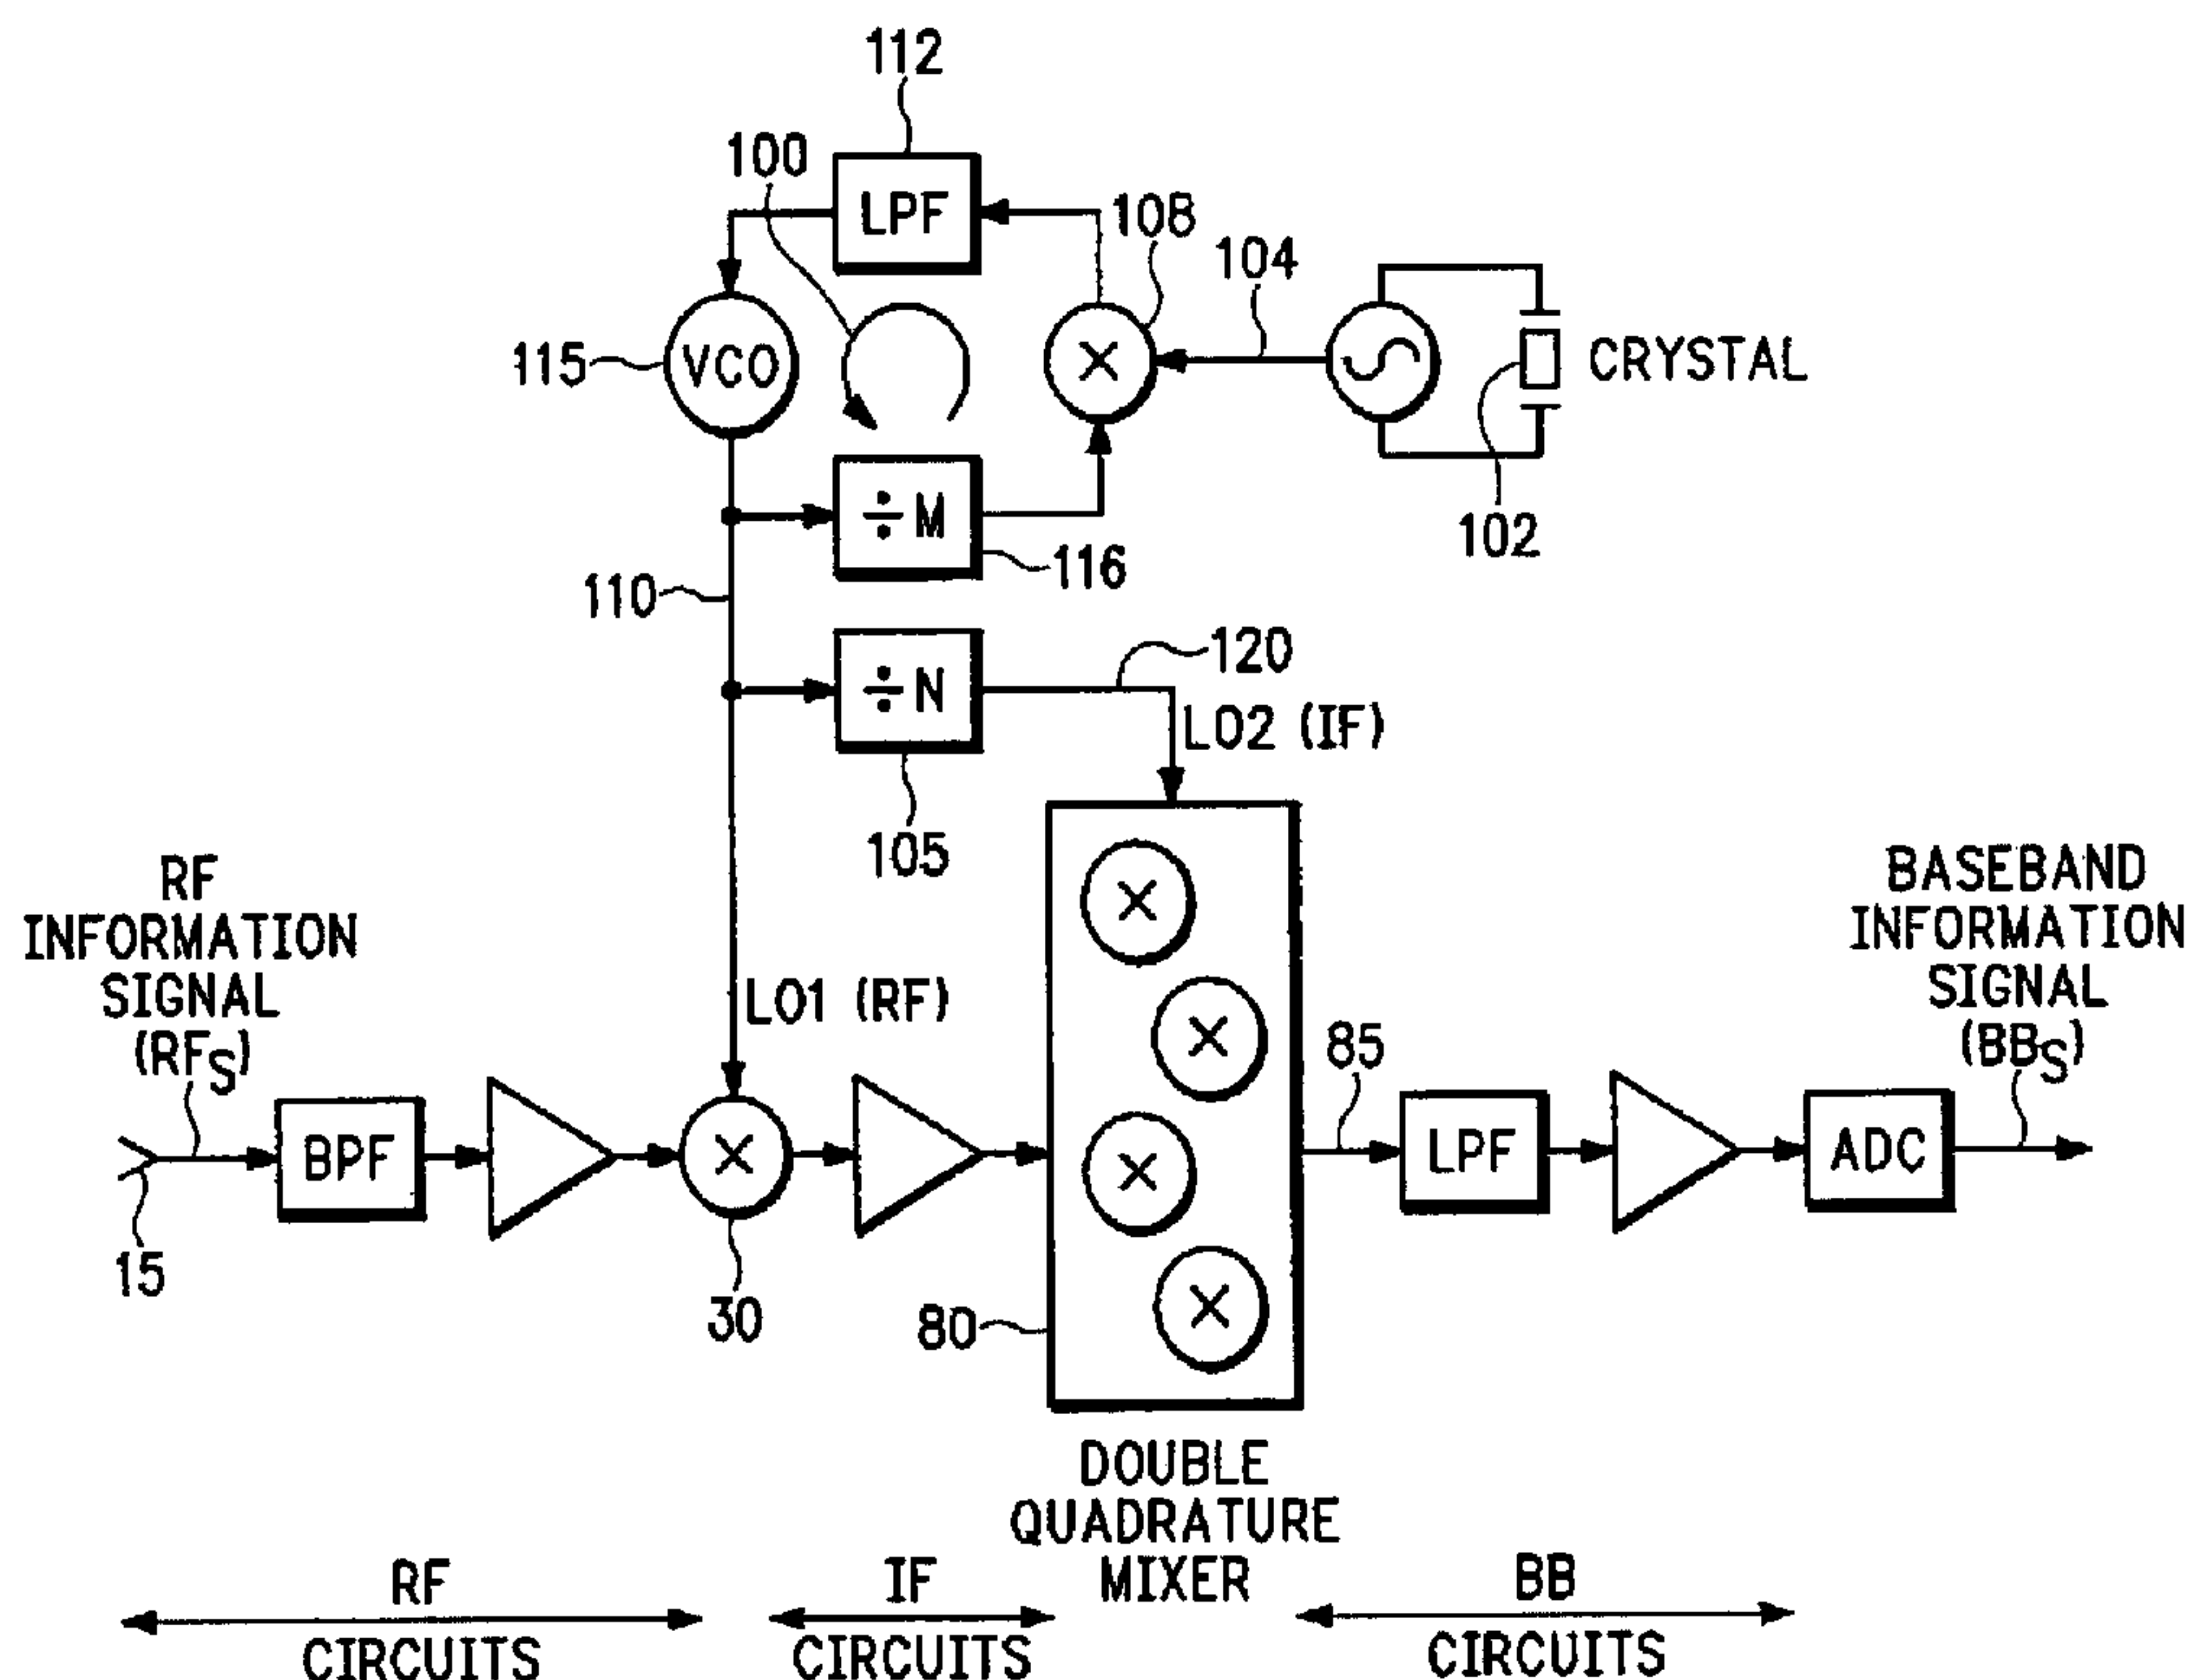 112
100
LPF
108
104
115
VCO
×
CRYSTAL
102
÷M
116
110
÷N
120
LO2 (IF)
105
RF
INFORMATION
SIGNAL
(RFS)
BASEBAND
INFORMATION
SIGNAL
(BBS)
LO1 (RF)
×
×
85
BPF
×
×
LPF
ADC
15
30
80
×
DOUBLE
QUADRATURE
MIXER
RF
CIRCUITS
IF
CIRCUITS
BB
CIRCUITS